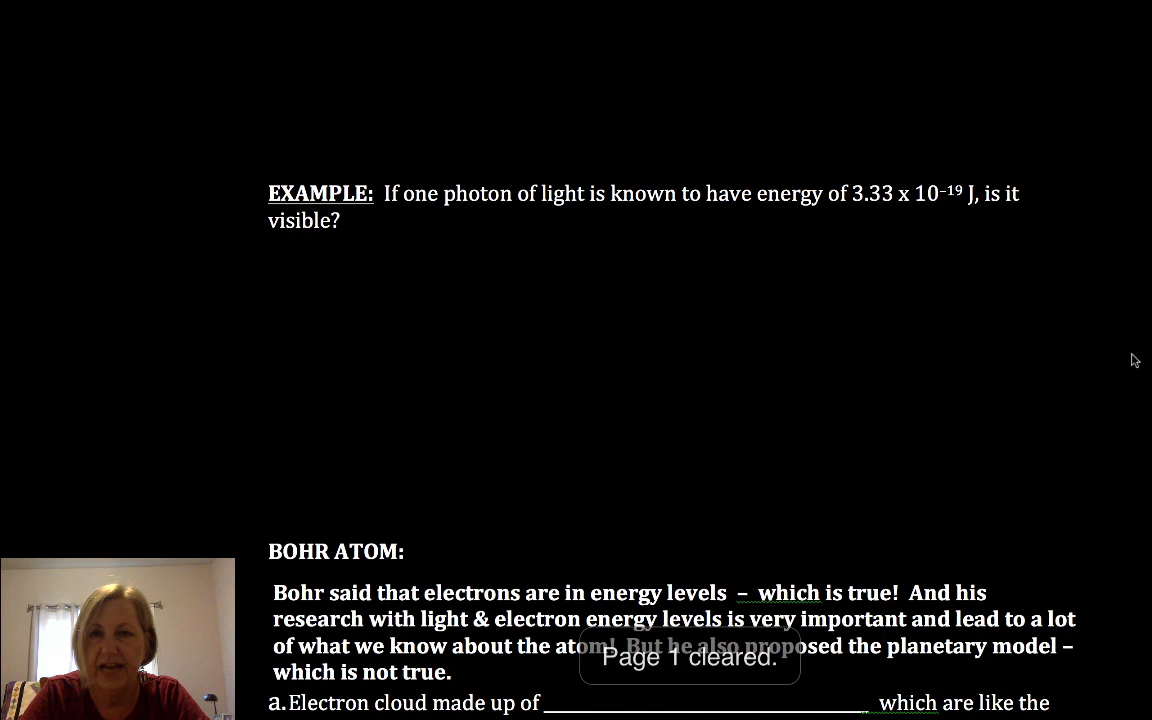 EXAMPLE: If one photon of light is known to have energy of 3.33 x 10⁻¹⁹ J, is it
visible?
BOHR ATOM:
Bohr said that electrons are in energy levels – which is true! And his
research with light & electron energy levels is very important and lead to a lot
of what we know about the atom! But he also proposed the planetary model –
which is not true.
Page 1 cleared.
a. Electron cloud made up of ______________________________ which are like the